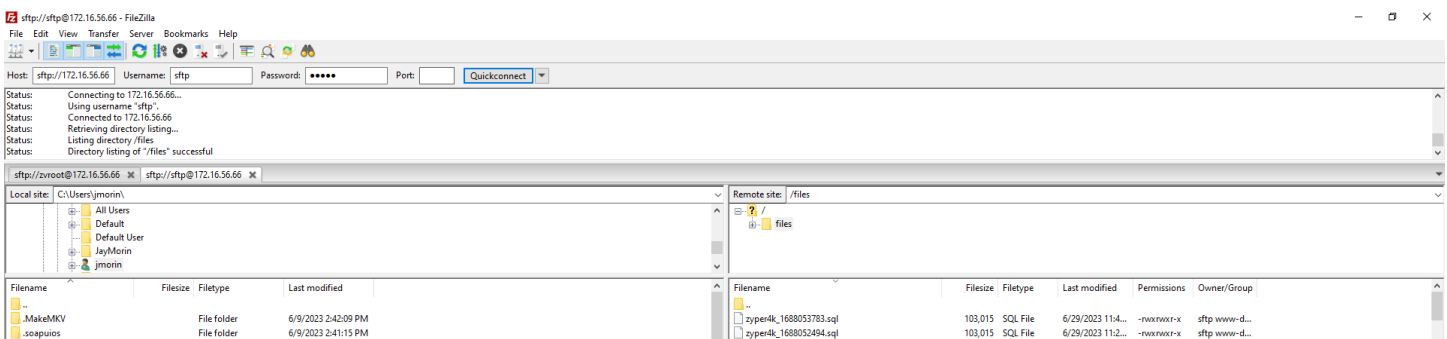 sftp://sftp@172.16.56.66 - FileZilla
File Edit View Transfer Server Bookmarks Help
Host: sftp://172.16.56.66 Username: sftp Password: ●●●●● Port: Quickconnect
Status: Connecting to 172.16.56.66...
Status: Using username "sftp".
Status: Connected to 172.16.56.66
Status: Retrieving directory listing...
Status: Listing directory /files
Status: Directory listing of "/files" successful
sftp://zvroot@172.16.56.66 sftp://sftp@172.16.56.66
Local site: C:\Users\jmorin\
All Users
Default
Default User
JayMorin
jmorin
Filename Filesize Filetype Last modified
..
.MakeMKV File folder 6/9/2023 2:42:09 PM
.soapuios File folder 6/9/2023 2:41:15 PM
Remote site: /files
/
files
Filename Filesize Filetype Last modified Permissions Owner/Group
..
zyper4k_1688053783.sql 103,015 SQL File 6/29/2023 11:4... -rwxrwxr-x sftp www-d...
zyper4k_1688052494.sql 103,015 SQL File 6/29/2023 11:2... -rwxrwxr-x sftp www-d...